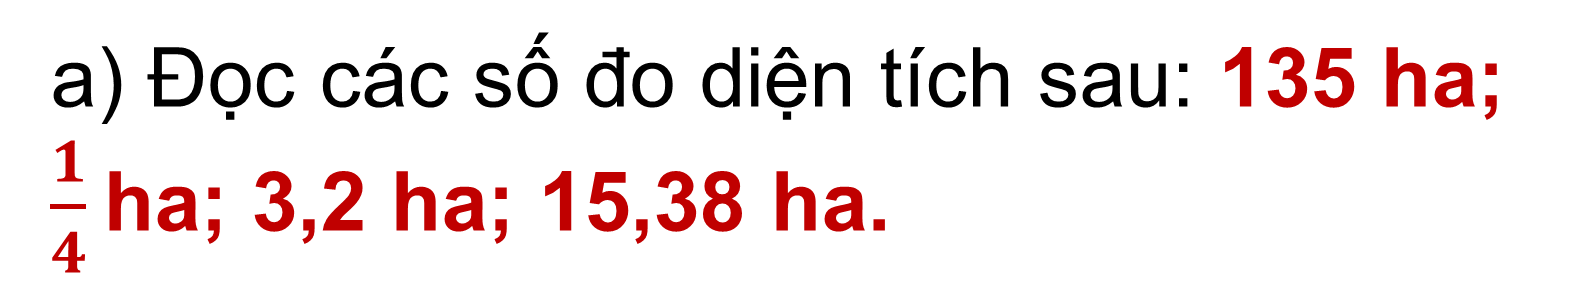 a) Đọc các số đo diện tích sau: 135 ha;
1/4 ha; 3,2 ha; 15,38 ha.